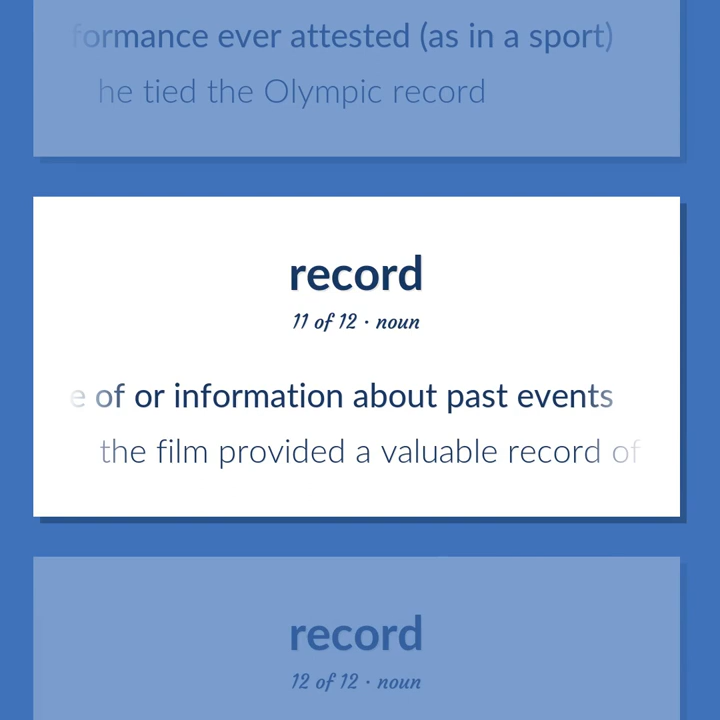 formance ever attested (as in a sport)
he tied the Olympic record
record
11 of 12 · noun
e of or information about past events
the film provided a valuable record of
record
12 of 12 · noun